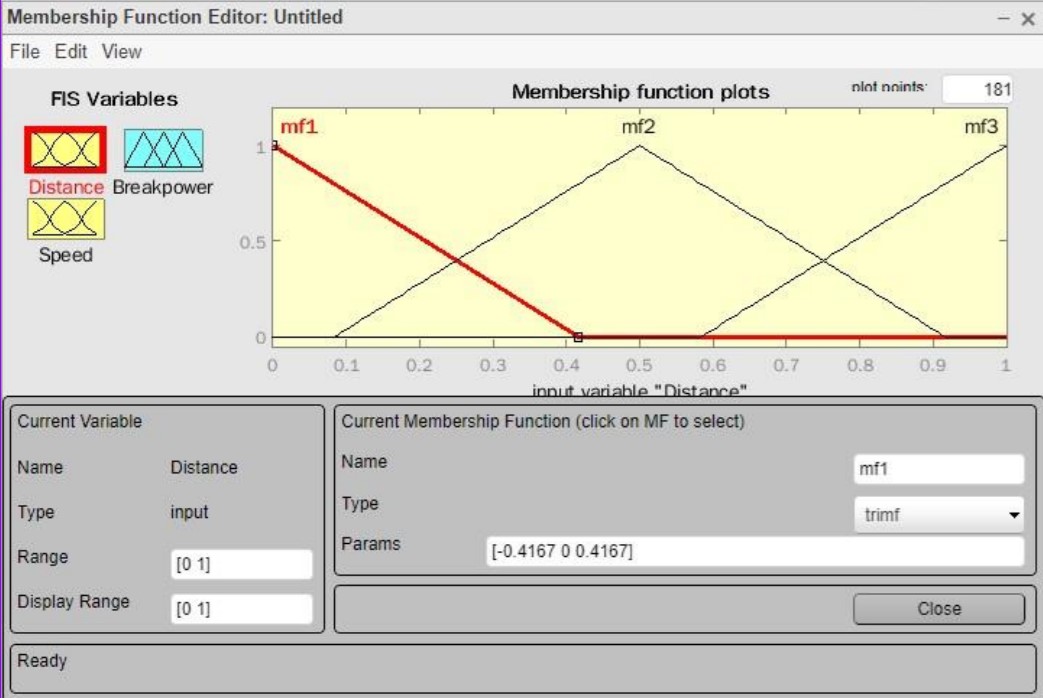 Membership Function Editor: Untitled
File Edit View
FIS Variables
Distance Breakpower
Speed
Membership function plots
plot points: 181
mf1 mf2 mf3
1
0.5
0
0 0.1 0.2 0.3 0.4 0.5 0.6 0.7 0.8 0.9 1
input variable "Distance"
Current Variable
Name Distance
Type input
Range [0 1]
Display Range [0 1]
Current Membership Function (click on MF to select)
Name mf1
Type trimf
Params [-0.4167 0 0.4167]
Close
Ready